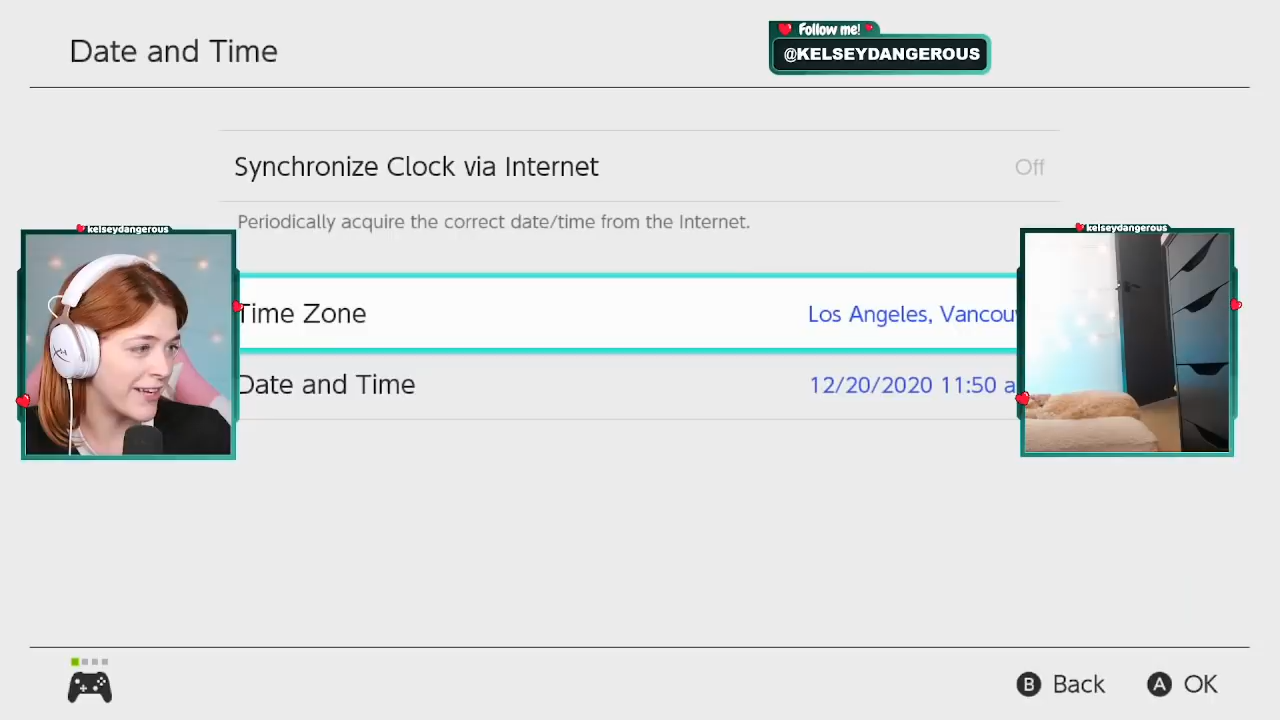 Date and Time
Follow me!
@KELSEYDANGEROUS
Synchronize Clock via Internet Off
Periodically acquire the correct date/time from the Internet.
kelseydangerous
kelseydangerous
Time Zone Los Angeles, Vancou
Date and Time 12/20/2020 11:50 a
B Back A OK